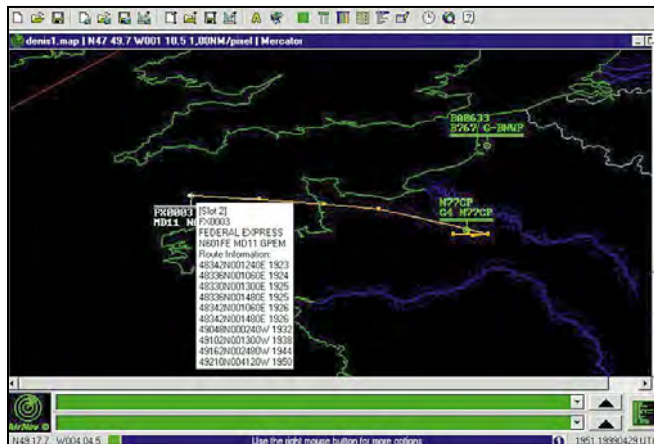 denis1.map | N47 49,7 W001 10,5 1,00NM/pixel | Mercator
BA0633
B767 G-BNWP
N77CP
G4 N77CP
FX0003
MD11 N6
[Slot 2]
FX0003
FEDERAL EXPRESS
N601FE MD11 GPEM
Route Information:
48342N001240E 1923
48336N001060E 1924
48330N001300E 1925
48336N001480E 1925
48342N001060E 1926
48342N001480E 1926
49048N000240W 1932
49102N001300W 1938
49162N002480W 1944
49210N004120W 1950
AirNav ©
N49 17.7 W004 04.5
Use the right mouse button for more options
1951 19990429 UT